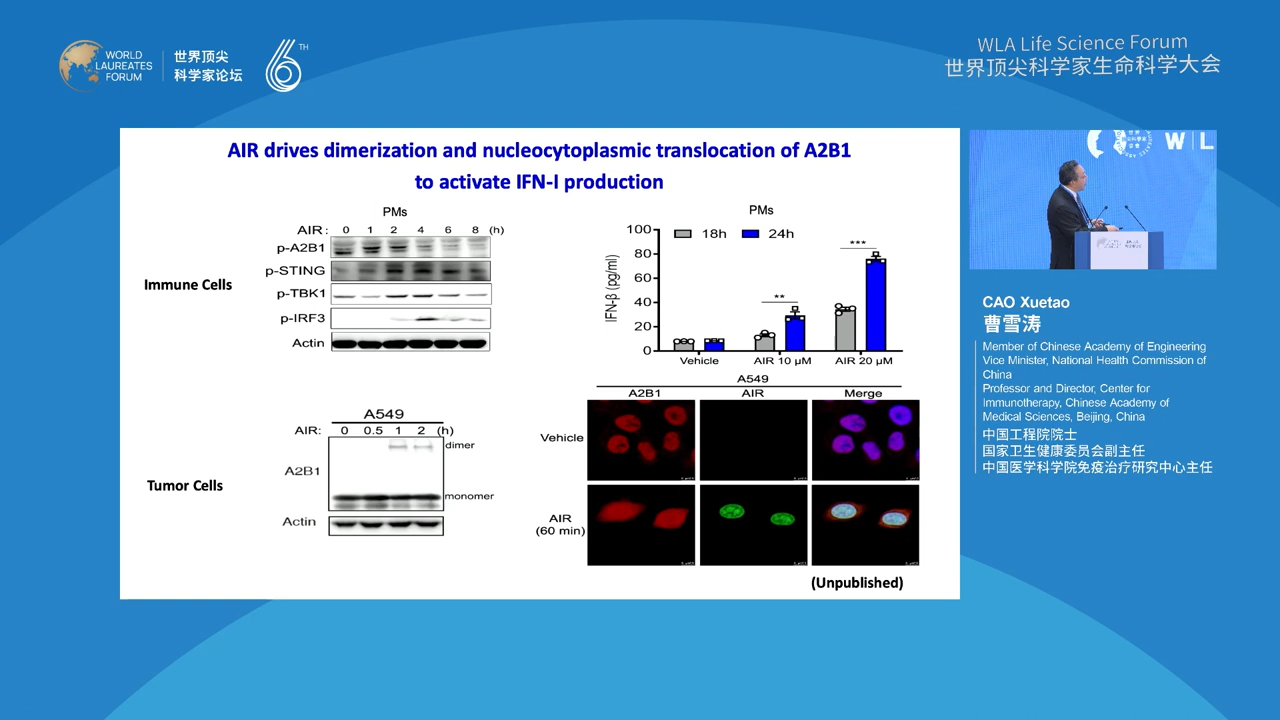 WORLD
LAUREATES
FORUM
世界顶尖
科学家论坛
6TH
WLA Life Science Forum
世界顶尖科学家生命科学大会
AIR drives dimerization and nucleocytoplasmic translocation of A2B1
to activate IFN-I production
PMs
AIR: 0 1 2 4 6 8 (h)
p-A2B1
p-STING
p-TBK1
p-IRF3
Actin
Immune Cells
PMs
18h 24h
IFN-β (pg/ml)
100
80
60
40
20
0
** ***
Vehicle AIR 10 μM AIR 20 μM
A549
AIR: 0 0.5 1 2 (h)
dimer
A2B1
monomer
Actin
Tumor Cells
A549
A2B1 AIR Merge
Vehicle
AIR
(60 min)
(Unpublished)
W L
CAO Xuetao
曹雪涛
Member of Chinese Academy of Engineering
Vice Minister, National Health Commission of
China
Professor and Director, Center for
Immunotherapy, Chinese Academy of
Medical Sciences, Beijing, China
中国工程院院士
国家卫生健康委员会副主任
中国医学科学院免疫治疗研究中心主任